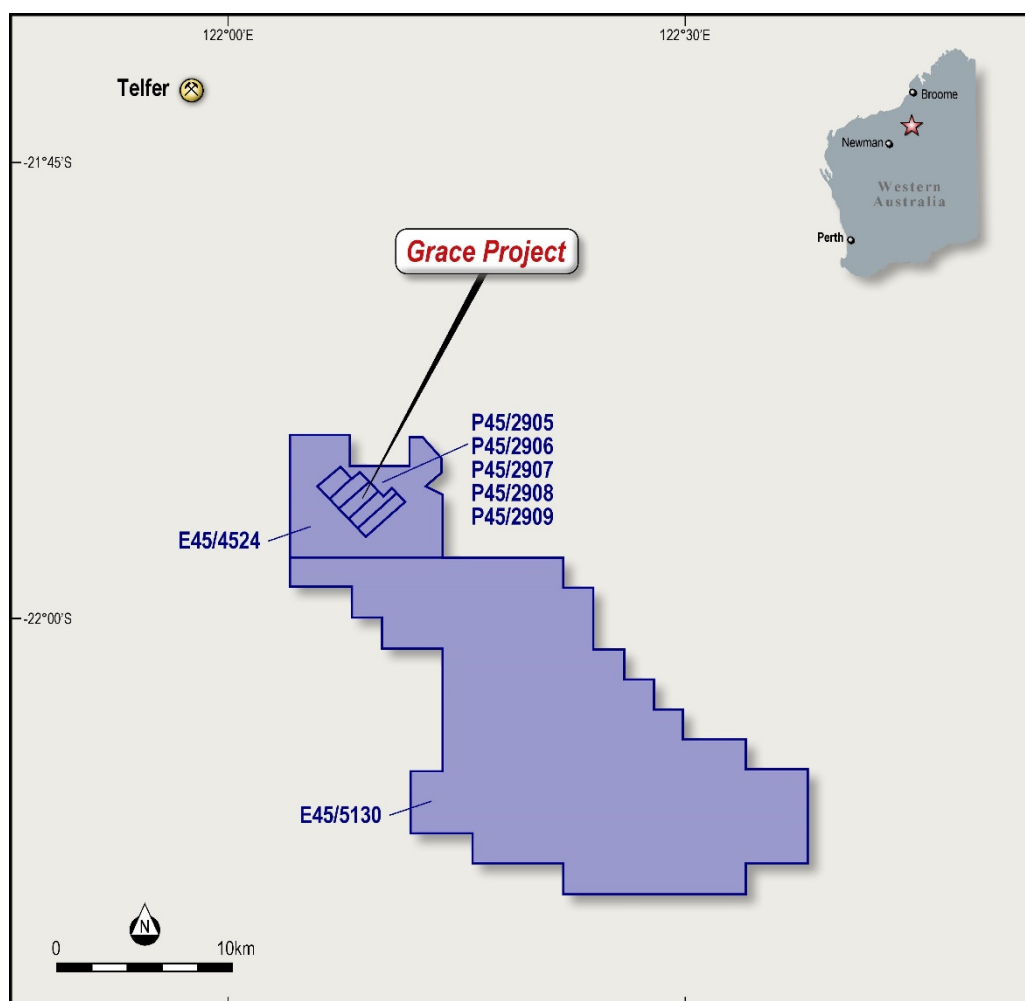 122°00'E
122°30'E
Telfer
Broome
Newman
-21°45'S
Western
Australia
Perth
Grace Project
P45/2905
P45/2906
P45/2907
P45/2908
P45/2909
E45/4524
-22°00'S
E45/5130
N
0
10km